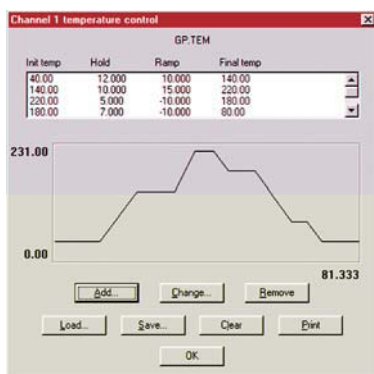 Channel 1 temperature control
GP.TEM
Init temp Hold Ramp Final temp
40.00 12.000 10.000 140.00
140.00 10.000 15.000 220.00
220.00 5.000 -10.000 180.00
180.00 7.000 -10.000 80.00
231.00
0.00
81.333
Add... Change... Remove
Load... Save... Clear Print
OK